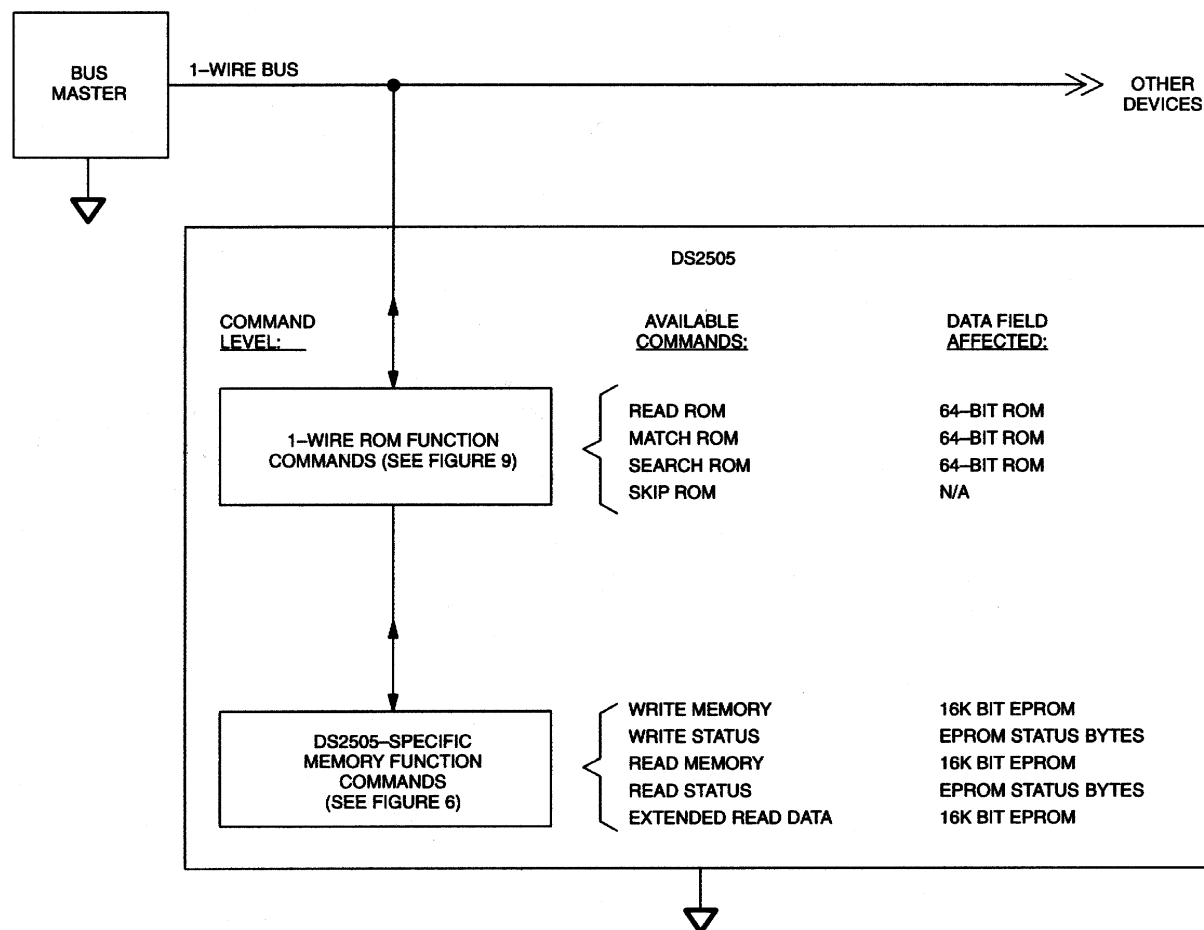 BUS
MASTER
1–WIRE BUS
OTHER
DEVICES
DS2505
COMMAND
LEVEL:
AVAILABLE
COMMANDS:
DATA FIELD
AFFECTED:
1–WIRE ROM FUNCTION
COMMANDS (SEE FIGURE 9)
READ ROM 64–BIT ROM
MATCH ROM 64–BIT ROM
SEARCH ROM 64–BIT ROM
SKIP ROM N/A
DS2505–SPECIFIC
MEMORY FUNCTION
COMMANDS
(SEE FIGURE 6)
WRITE MEMORY 16K BIT EPROM
WRITE STATUS EPROM STATUS BYTES
READ MEMORY 16K BIT EPROM
READ STATUS EPROM STATUS BYTES
EXTENDED READ DATA 16K BIT EPROM